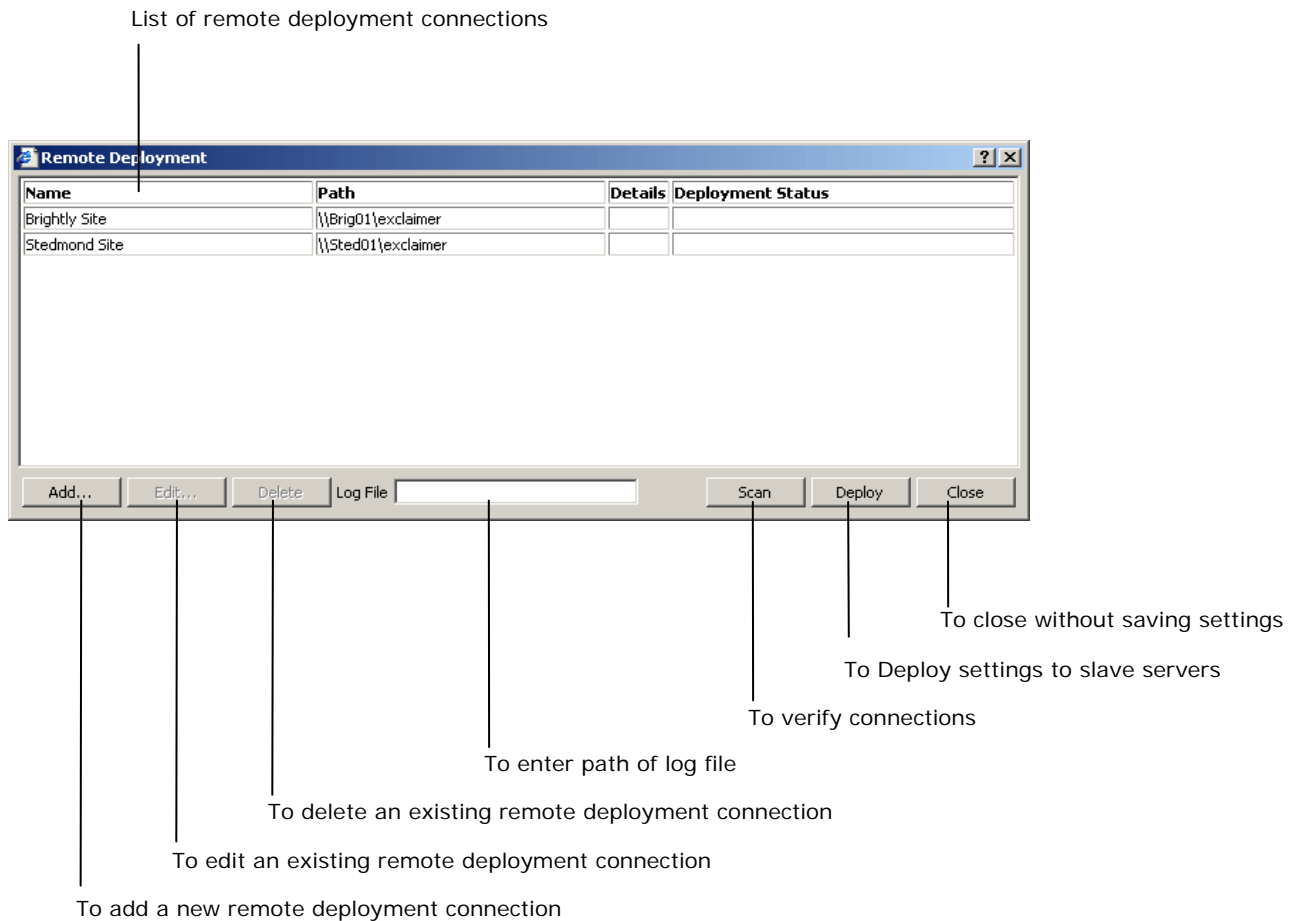 List of remote deployment connections
Remote Deployment
Name Path Details Deployment Status
Brightly Site \\Brig01\exclaimer
Stedmond Site \\Sted01\exclaimer
Add... Edit... Delete Log File Scan Deploy Close
To close without saving settings
To Deploy settings to slave servers
To verify connections
To enter path of log file
To delete an existing remote deployment connection
To edit an existing remote deployment connection
To add a new remote deployment connection